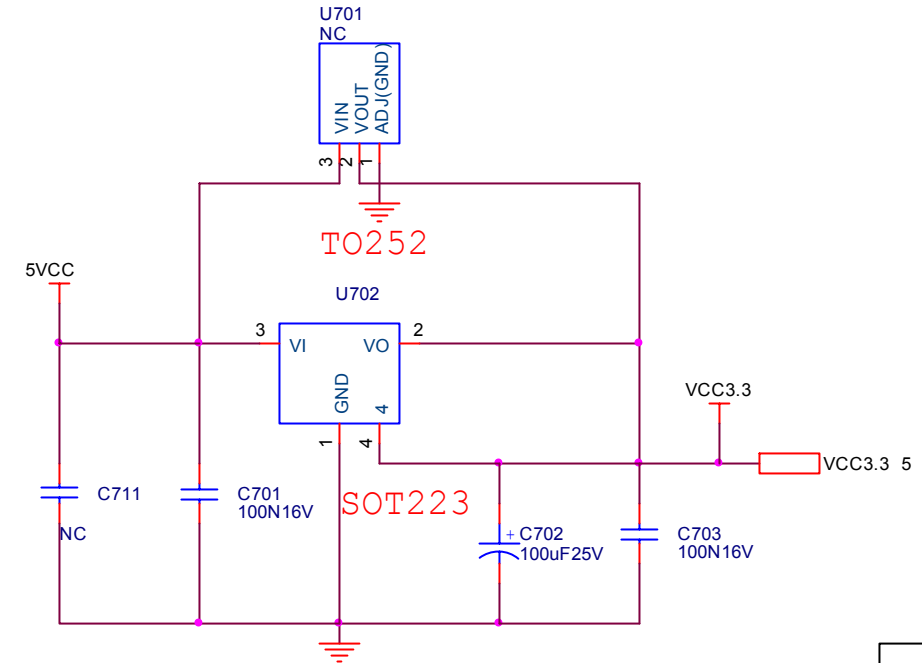 U701
NC
VIN
VOUT
ADJ(GND)
3
2
1
TO252
5VCC
U702
3
VI
VO
2
GND
4
1
4
VCC3.3
VCC3.3 5
C711
NC
C701
100N16V
SOT223
+
C702
100uF25V
C703
100N16V